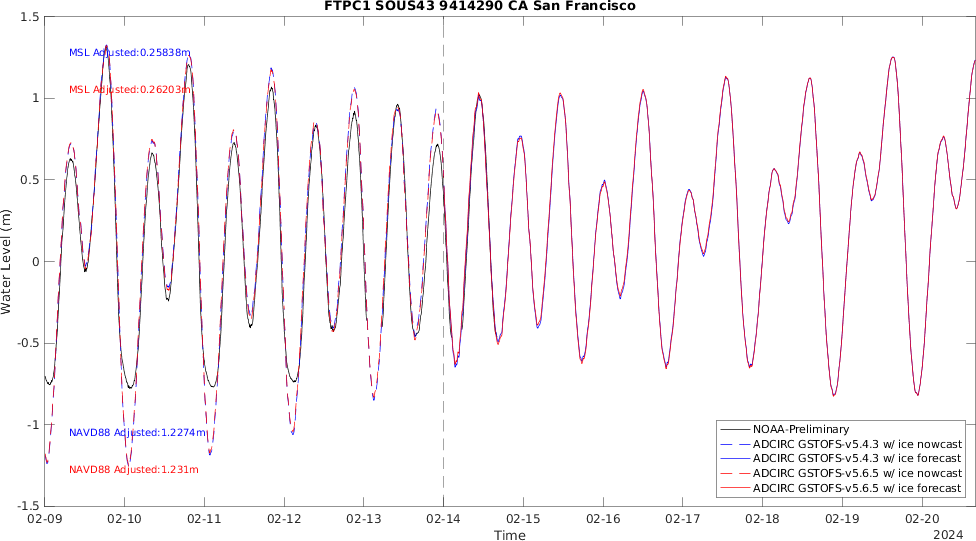 FTPC1 SOUS43 9414290 CA San Francisco
1.5
1
0.5
0
-0.5
-1
-1.5
Water Level (m)
MSL Adjusted:0.25838m
MSL Adjusted:0.26203m
NAVD88 Adjusted:1.2274m
NAVD88 Adjusted:1.231m
NOAA-Preliminary
ADCIRC GSTOFS-v5.4.3 w/ ice nowcast
ADCIRC GSTOFS-v5.4.3 w/ ice forecast
ADCIRC GSTOFS-v5.6.5 w/ ice nowcast
ADCIRC GSTOFS-v5.6.5 w/ ice forecast
02-09 02-10 02-11 02-12 02-13 02-14 02-15 02-16 02-17 02-18 02-19 02-20
Time
2024